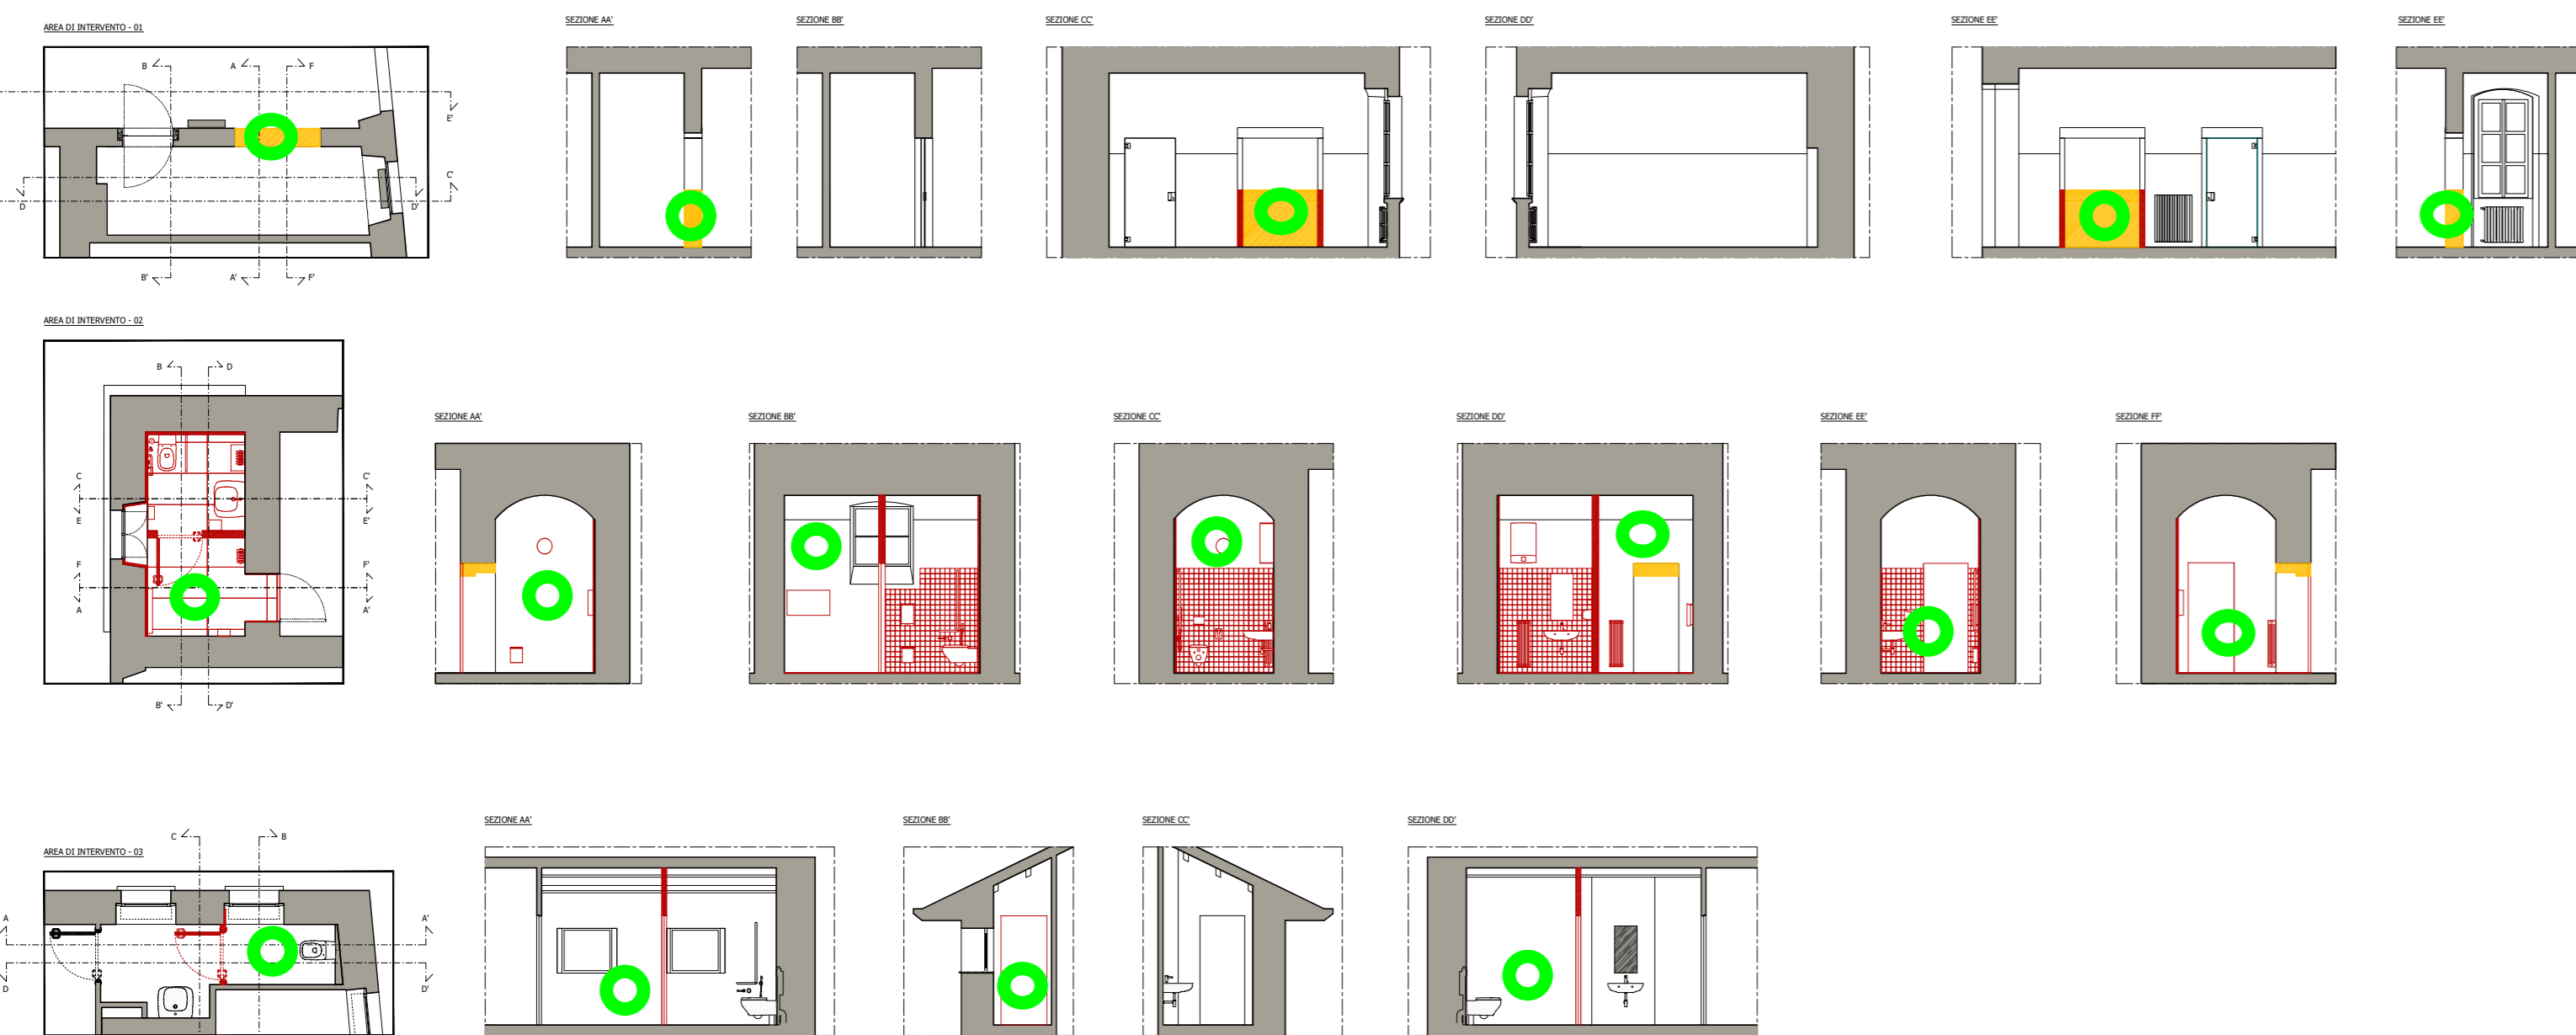 AREA DI INTERVENTO - 01
SEZIONE AA'
SEZIONE BB'
SEZIONE CC'
SEZIONE DD'
SEZIONE EE'
SEZIONE EE'
B
A
F
E'
C'
D
D'
B'
A'
F'
AREA DI INTERVENTO - 02
B
D
C
C'
E
E'
F
F'
A
A'
B'
D'
SEZIONE AA'
SEZIONE BB'
SEZIONE CC'
SEZIONE DD'
SEZIONE EE'
SEZIONE FF'
AREA DI INTERVENTO - 03
C
B
A
A'
D
D'
SEZIONE AA'
SEZIONE BB'
SEZIONE CC'
SEZIONE DD'